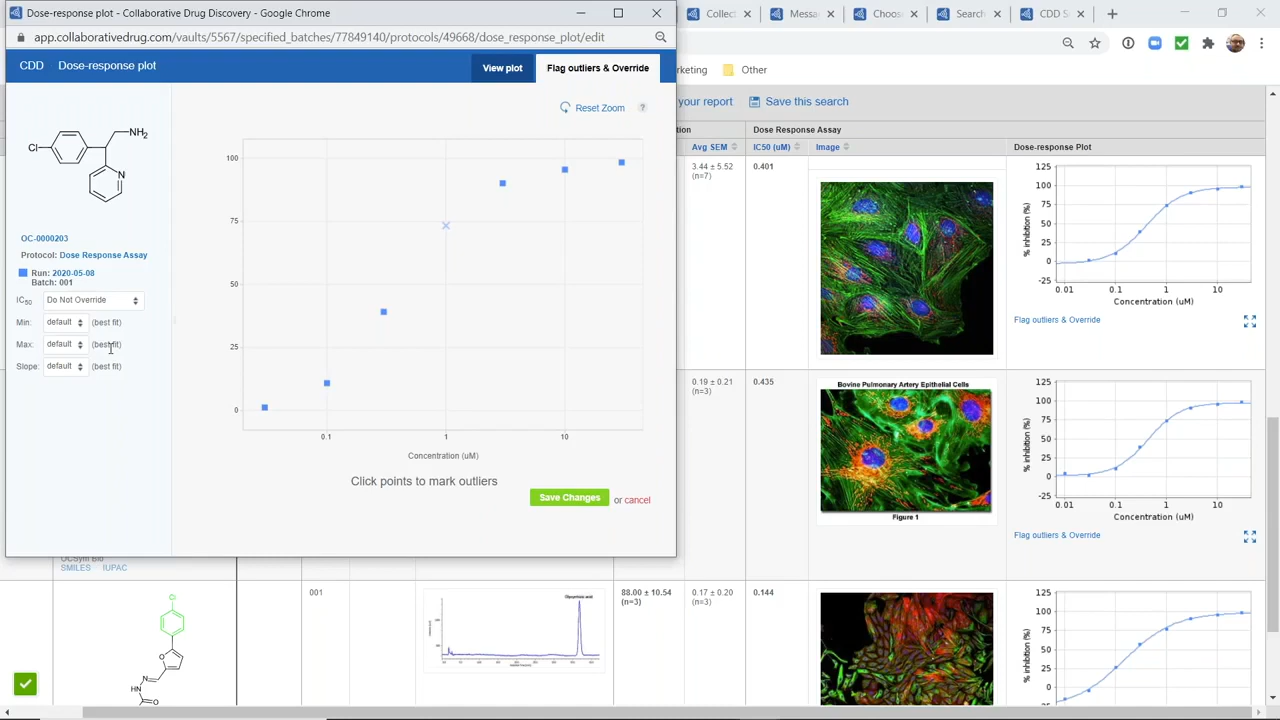 Dose-response plot - Collaborative Drug Discovery - Google Chrome
app.collaborativedrug.com/vaults/5567/specified_batches/77849140/protocols/49668/dose_response_plot/edit
CDD Dose-response plot View plot Flag outliers & Override
Reset Zoom ?
NH2
Cl
N
OC-0000203
Protocol: Dose Response Assay
Run: 2020-05-08
Batch: 001
IC50 Do Not Override
Min: default (best fit)
Max: default (best fit)
Slope: default (best fit)
100
75
50
25
0
0.1 1 10
Concentration (uM)
Click points to mark outliers
Save Changes or cancel
Collect Messa Choos Search CDD S
rketing Other
your report Save this search
tion Dose Response Assay
Avg SEM IC50 (uM) Image Dose-response Plot
3.44 ± 5.52
(n=7)
0.401
125
100
75
50
25
0
-25
% inhibition (%)
0.01 0.1 1 10
Concentration (uM)
Flag outliers & Override
0.19 ± 0.21
(n=3)
0.435
Bovine Pulmonary Artery Epithelial Cells
Figure 1
125
100
75
50
25
0
-25
% inhibition (%)
0.01 0.1 1 10
Concentration (uM)
Flag outliers & Override
SMILES IUPAC
001
88.00 ± 10.54
(n=3)
0.17 ± 0.20
(n=3)
0.144
125
100
75
50
25
0
% inhibition (%)
O
N
HN
O